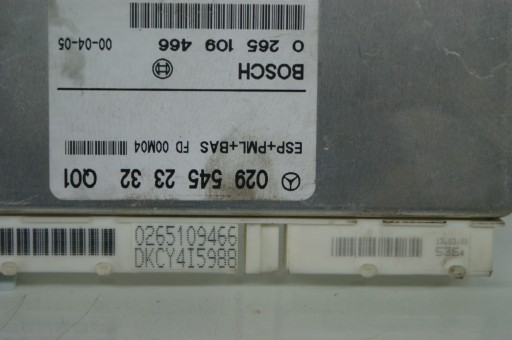 029 545 23 32 Q01
ESP+PML+BAS FD 00M04
BOSCH
0 265 109 466
00-04-05
0265109466
DKCY4I5988